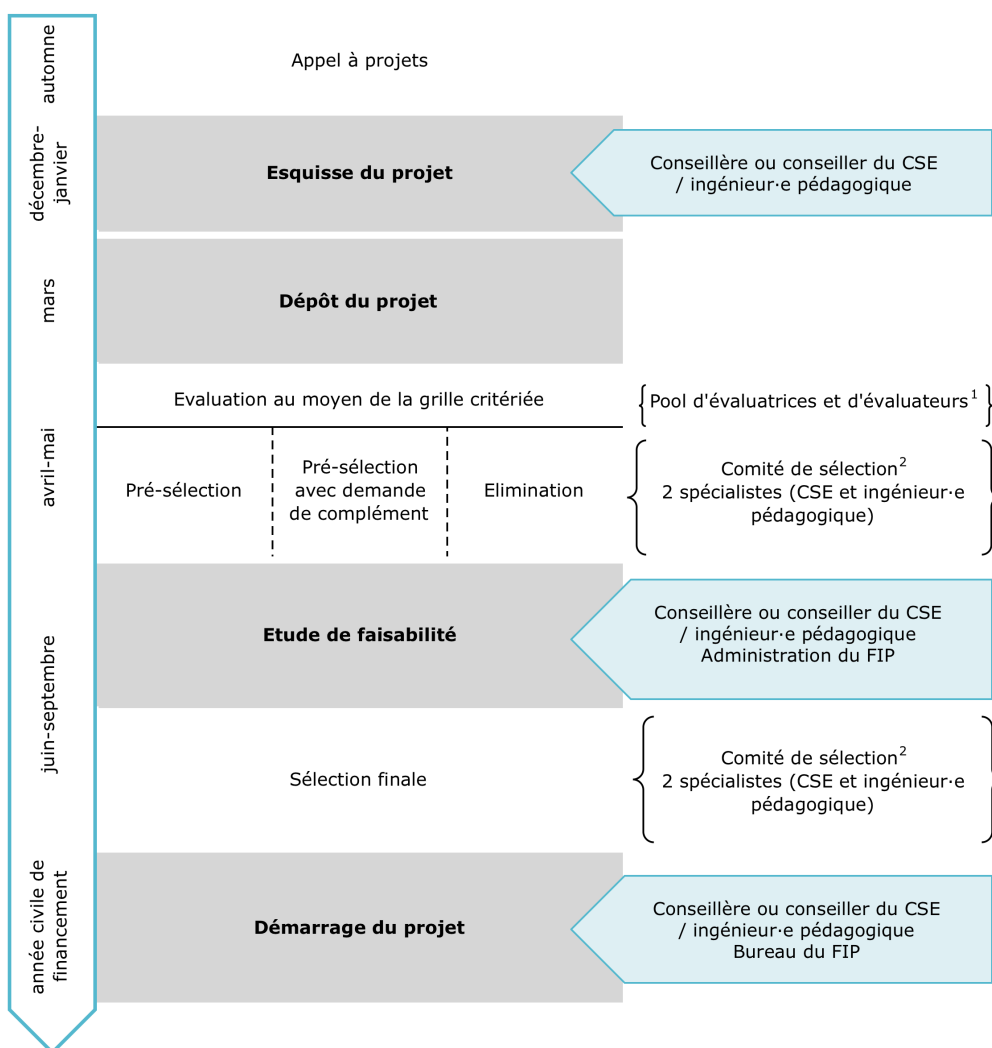 automne
Appel à projets
décembre-
janvier
Esquisse du projet
Conseillère ou conseiller du CSE
/ ingénieur·e pédagogique
mars
Dépôt du projet
avril-mai
Evaluation au moyen de la grille critériée
Pool d'évaluatrices et d'évaluateurs¹
Pré-sélection
Pré-sélection
avec demande
de complément
Elimination
Comité de sélection²
2 spécialistes (CSE et ingénieur·e
pédagogique)
juin-septembre
Etude de faisabilité
Conseillère ou conseiller du CSE
/ ingénieur·e pédagogique
Administration du FIP
Sélection finale
Comité de sélection²
2 spécialistes (CSE et ingénieur·e
pédagogique)
année civile de
financement
Démarrage du projet
Conseillère ou conseiller du CSE
/ ingénieur·e pédagogique
Bureau du FIP